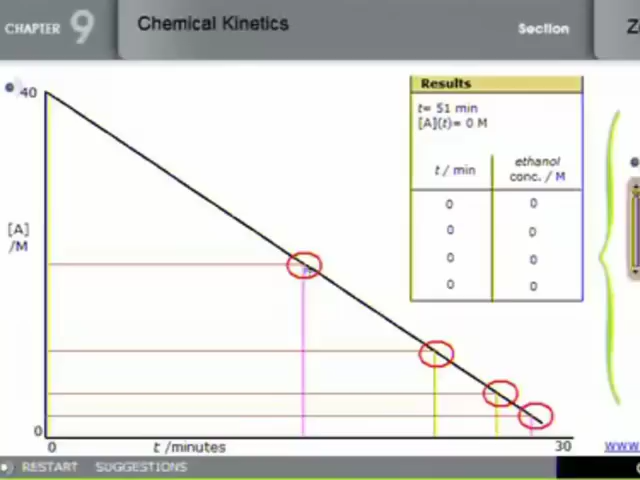 CHAPTER 9
Chemical Kinetics
Section
40
[A]
/M
0
0
t /minutes
30
Results
t= 51 min
[A](t)= 0 M
t / min
ethanol
conc. / M
0 0
0 0
0 0
0 0
www.
RESTART SUGGESTIONS